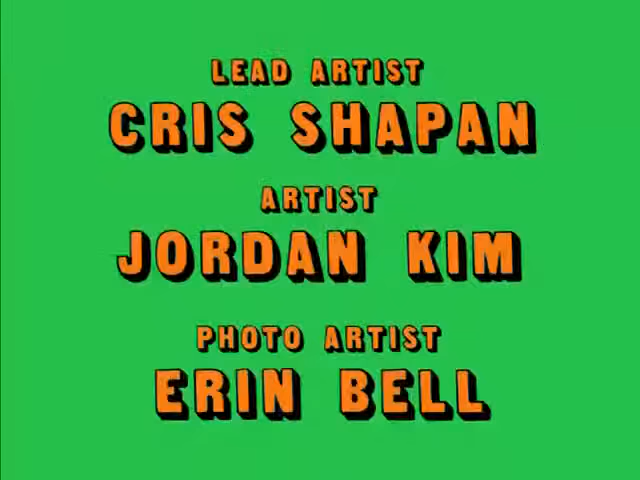 LEAD ARTIST
CRIS SHAPAN
ARTIST
JORDAN KIM
PHOTO ARTIST
ERIN BELL